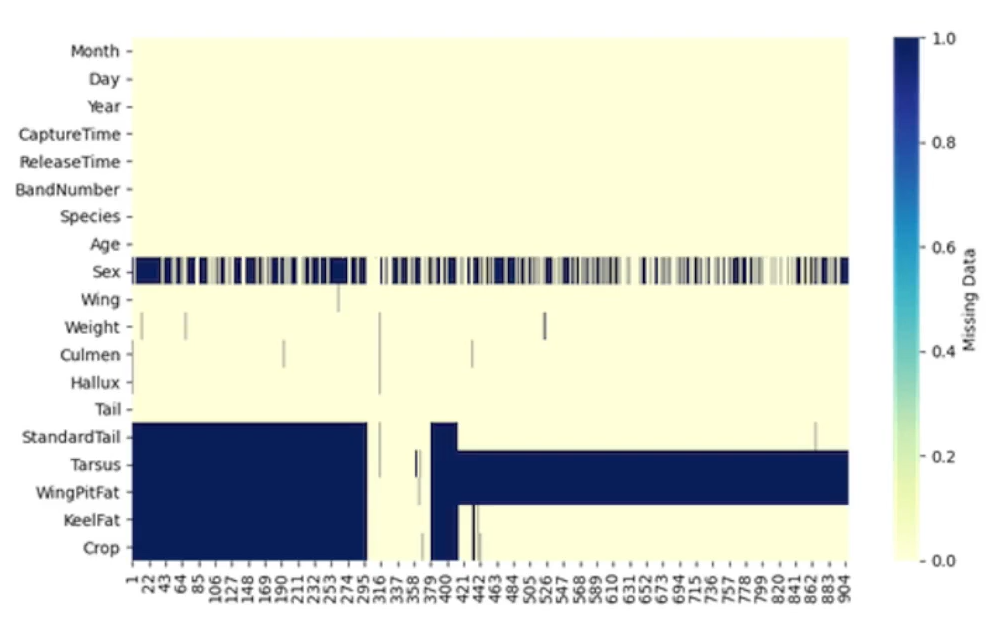 Month
Day
Year
CaptureTime
ReleaseTime
BandNumber
Species
Age
Sex
Wing
Weight
Culmen
Hallux
Tail
StandardTail
Tarsus
WingPitFat
KeelFat
Crop
1 22 43 64 85 106 127 148 169 190 211 232 253 274 295 316 337 358 379 400 421 442 463 484 505 526 547 568 589 610 631 652 673 694 715 736 757 778 799 820 841 862 883 904
1.0
0.8
0.6
0.4
0.2
0.0
Missing Data